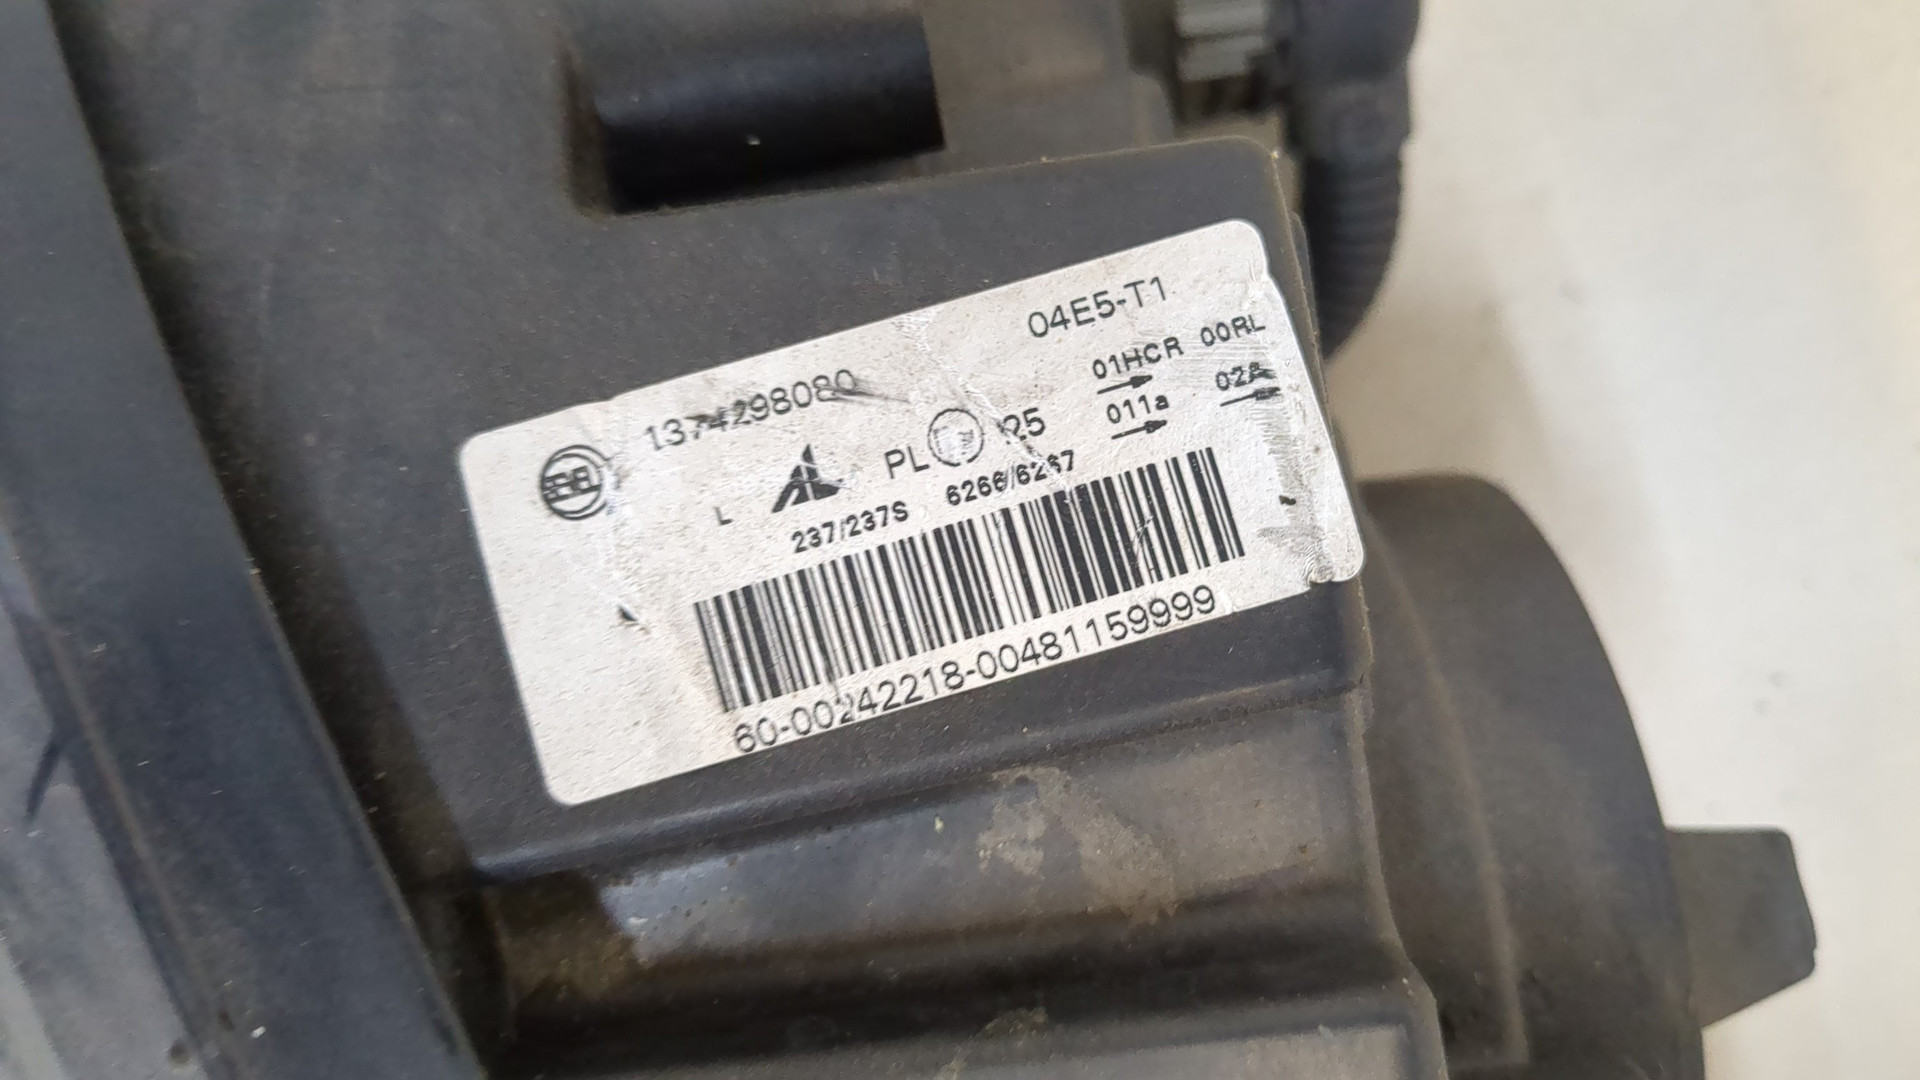 04E5-T1
1374298080
01HCR 00RL
L PL 25 011a 02A
237/237S 6266/6267
60-00242218-00481159999